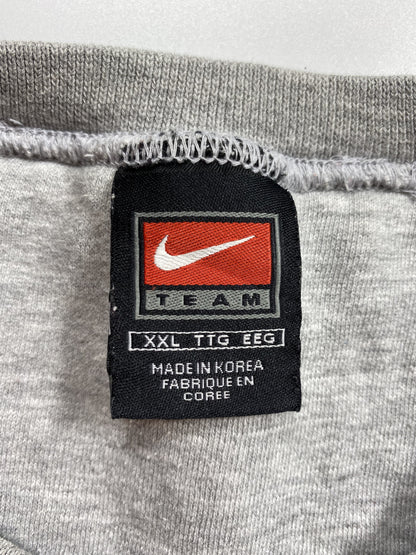 TEAM
XXL TTG EEG
MADE IN KOREA
FABRIQUE EN
COREE